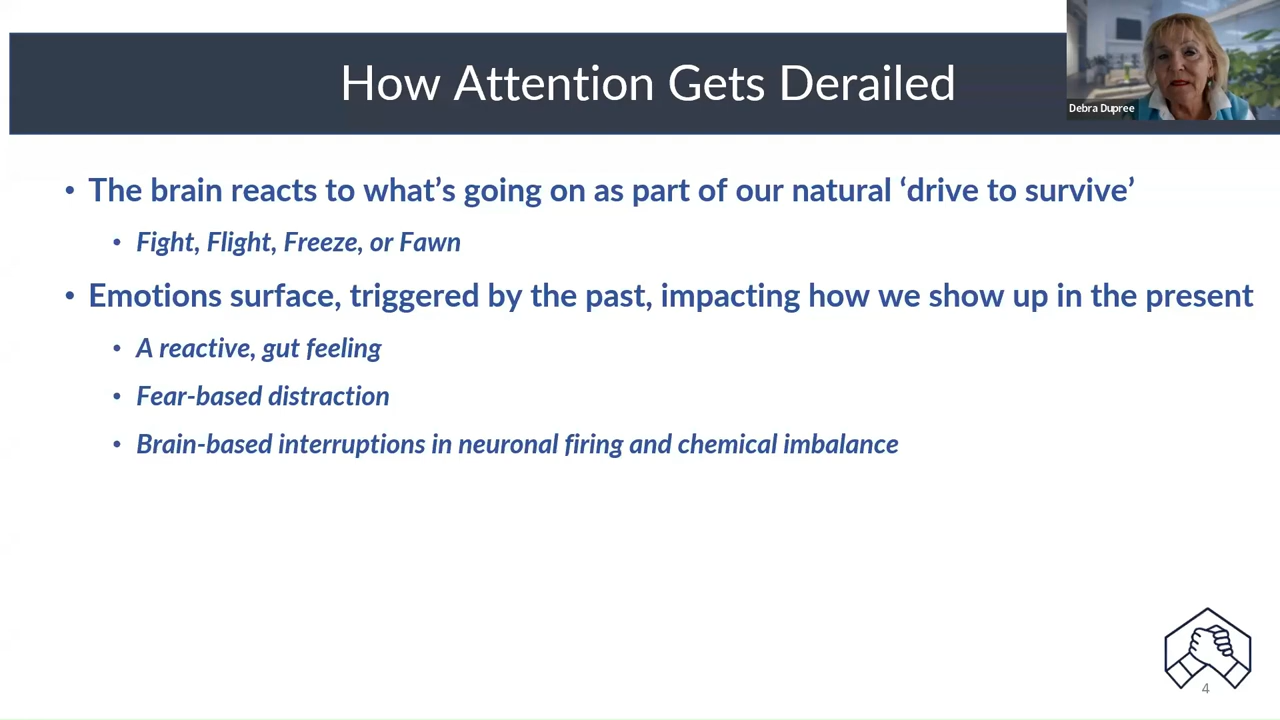 How Attention Gets Derailed
Debra Dupree
• The brain reacts to what’s going on as part of our natural ‘drive to survive’
• Fight, Flight, Freeze, or Fawn
• Emotions surface, triggered by the past, impacting how we show up in the present
• A reactive, gut feeling
• Fear-based distraction
• Brain-based interruptions in neuronal firing and chemical imbalance
4